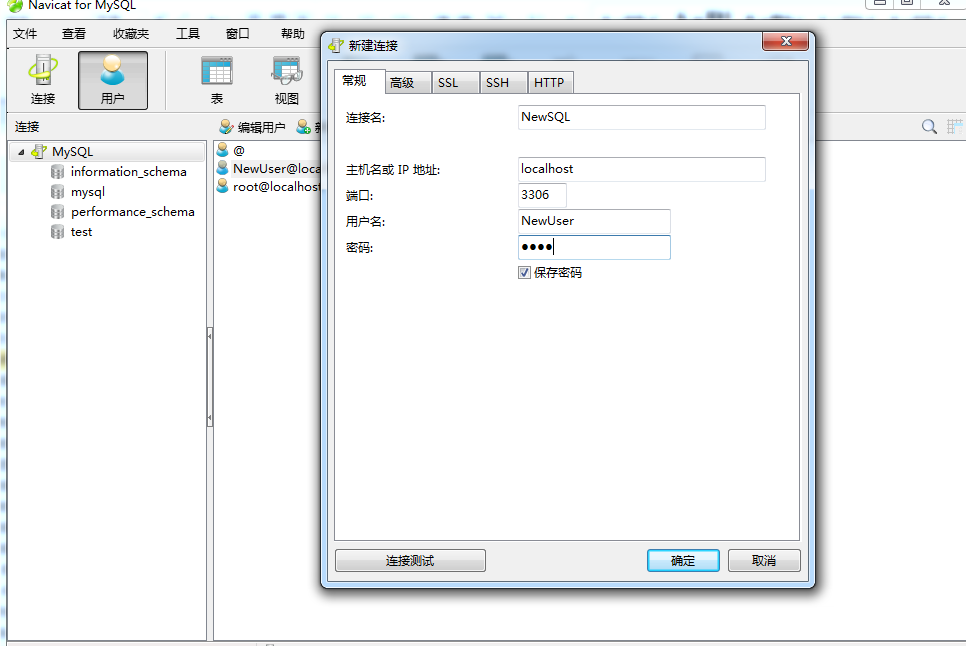 Navicat for MySQL
文件 查看 收藏夹 工具 窗口 帮助
连接 用户 表 视图
连接
编辑用户
MySQL
information_schema
mysql
performance_schema
test
@
NewUser@loca
root@localhost
新建连接
常规 高级 SSL SSH HTTP
连接名: NewSQL
主机名或 IP 地址: localhost
端口: 3306
用户名: NewUser
密码: ●●●●
保存密码
连接测试 确定 取消